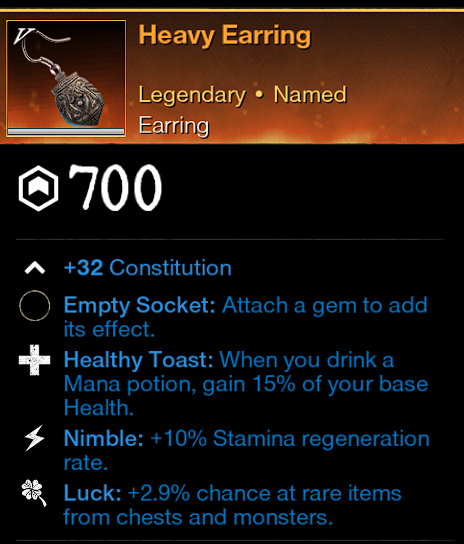 Heavy Earring
Legendary • Named
Earring
V
700
+32 Constitution
Empty Socket: Attach a gem to add
its effect.
Healthy Toast: When you drink a
Mana potion, gain 15% of your base
Health.
Nimble: +10% Stamina regeneration
rate.
Luck: +2.9% chance at rare items
from chests and monsters.